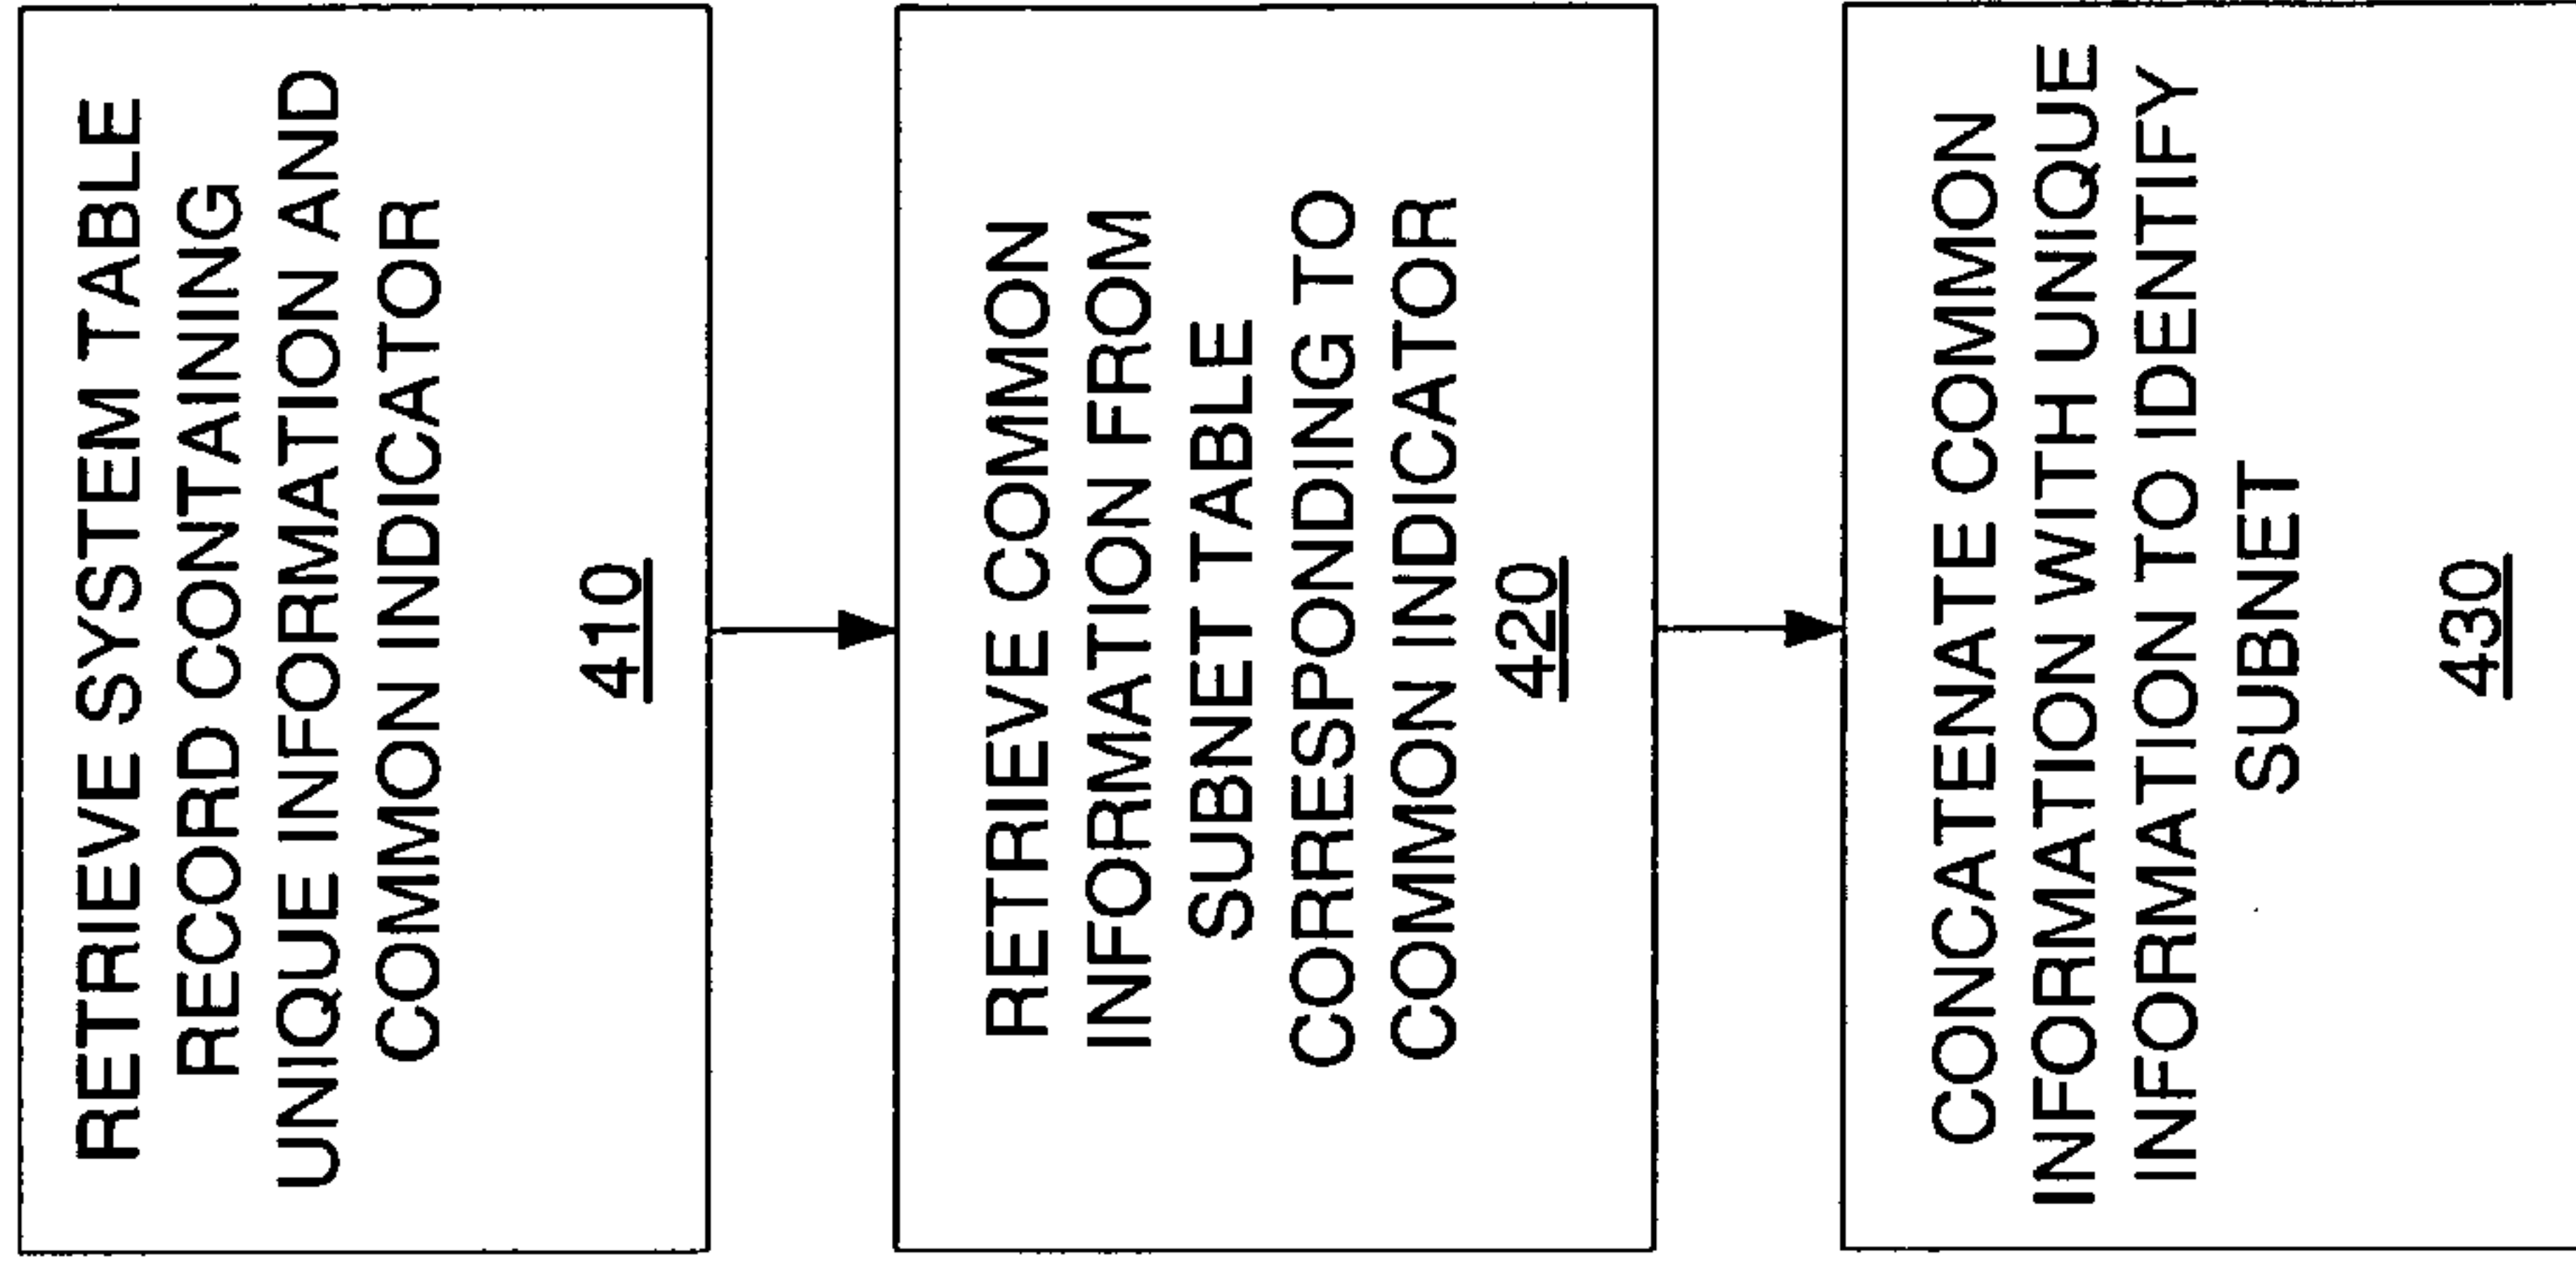 RETRIEVE SYSTEM TABLE
RECORD CONTAINING
UNIQUE INFORMATION AND
COMMON INDICATOR
410
RETRIEVE COMMON
INFORMATION FROM
SUBNET TABLE
CORRESPONDING TO
COMMON INDICATOR
420
CONCATENATE COMMON
INFORMATION WITH UNIQUE
INFORMATION TO IDENTIFY
SUBNET
430